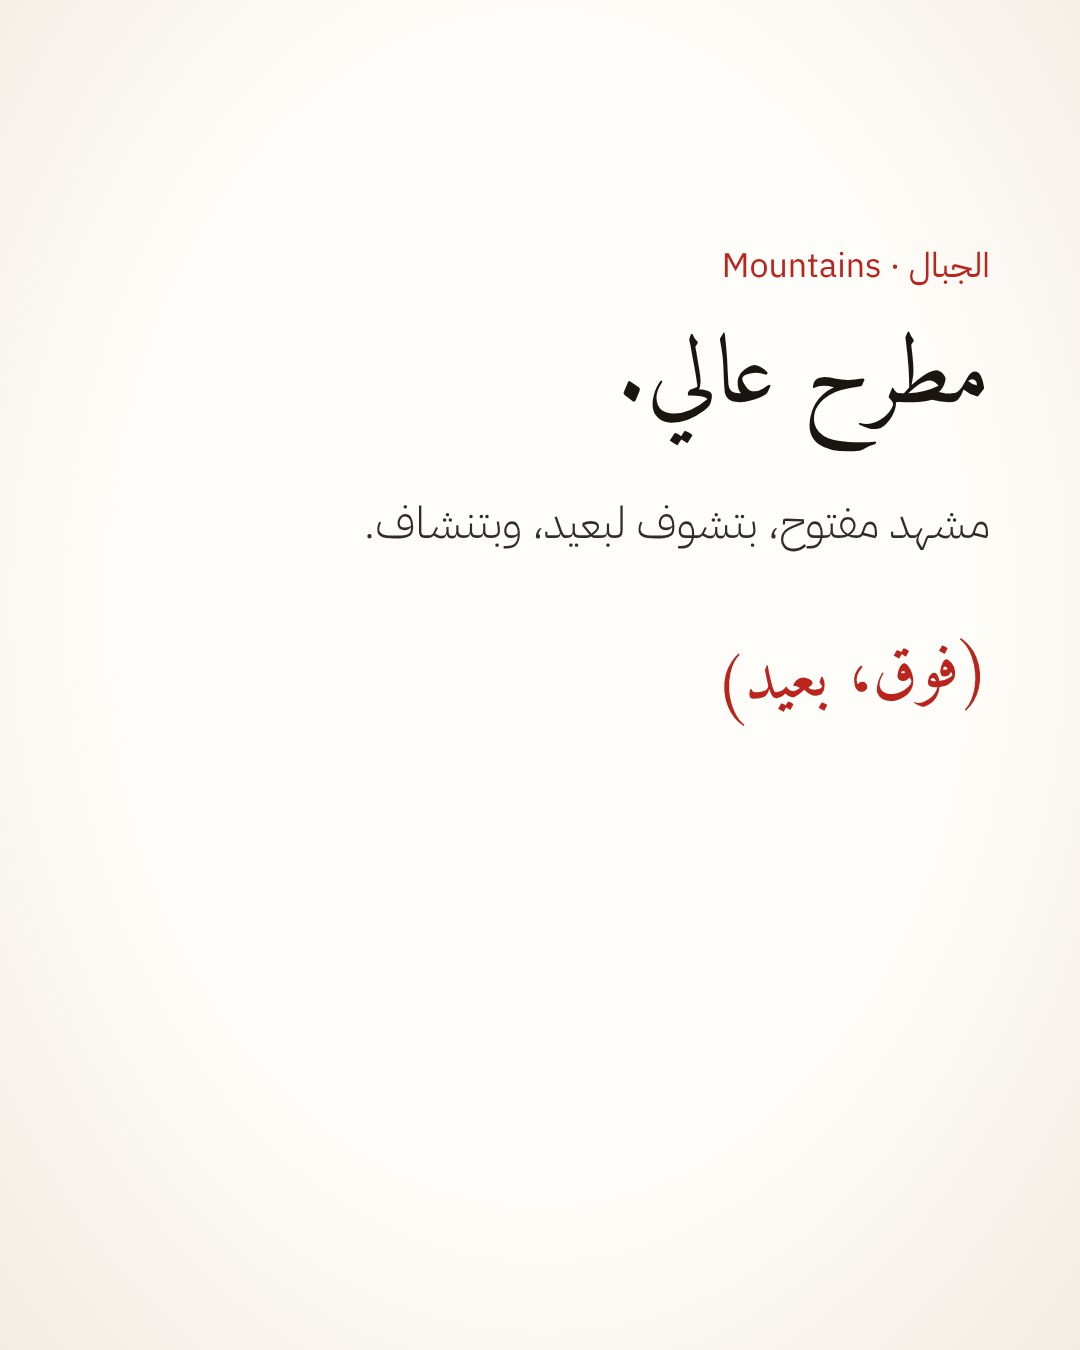 الجبال · Mountains
مطرح عالي.
مشهد مفتوح، بتشوف لبعيد، وبتنشاف.
(فوق، بعيد)